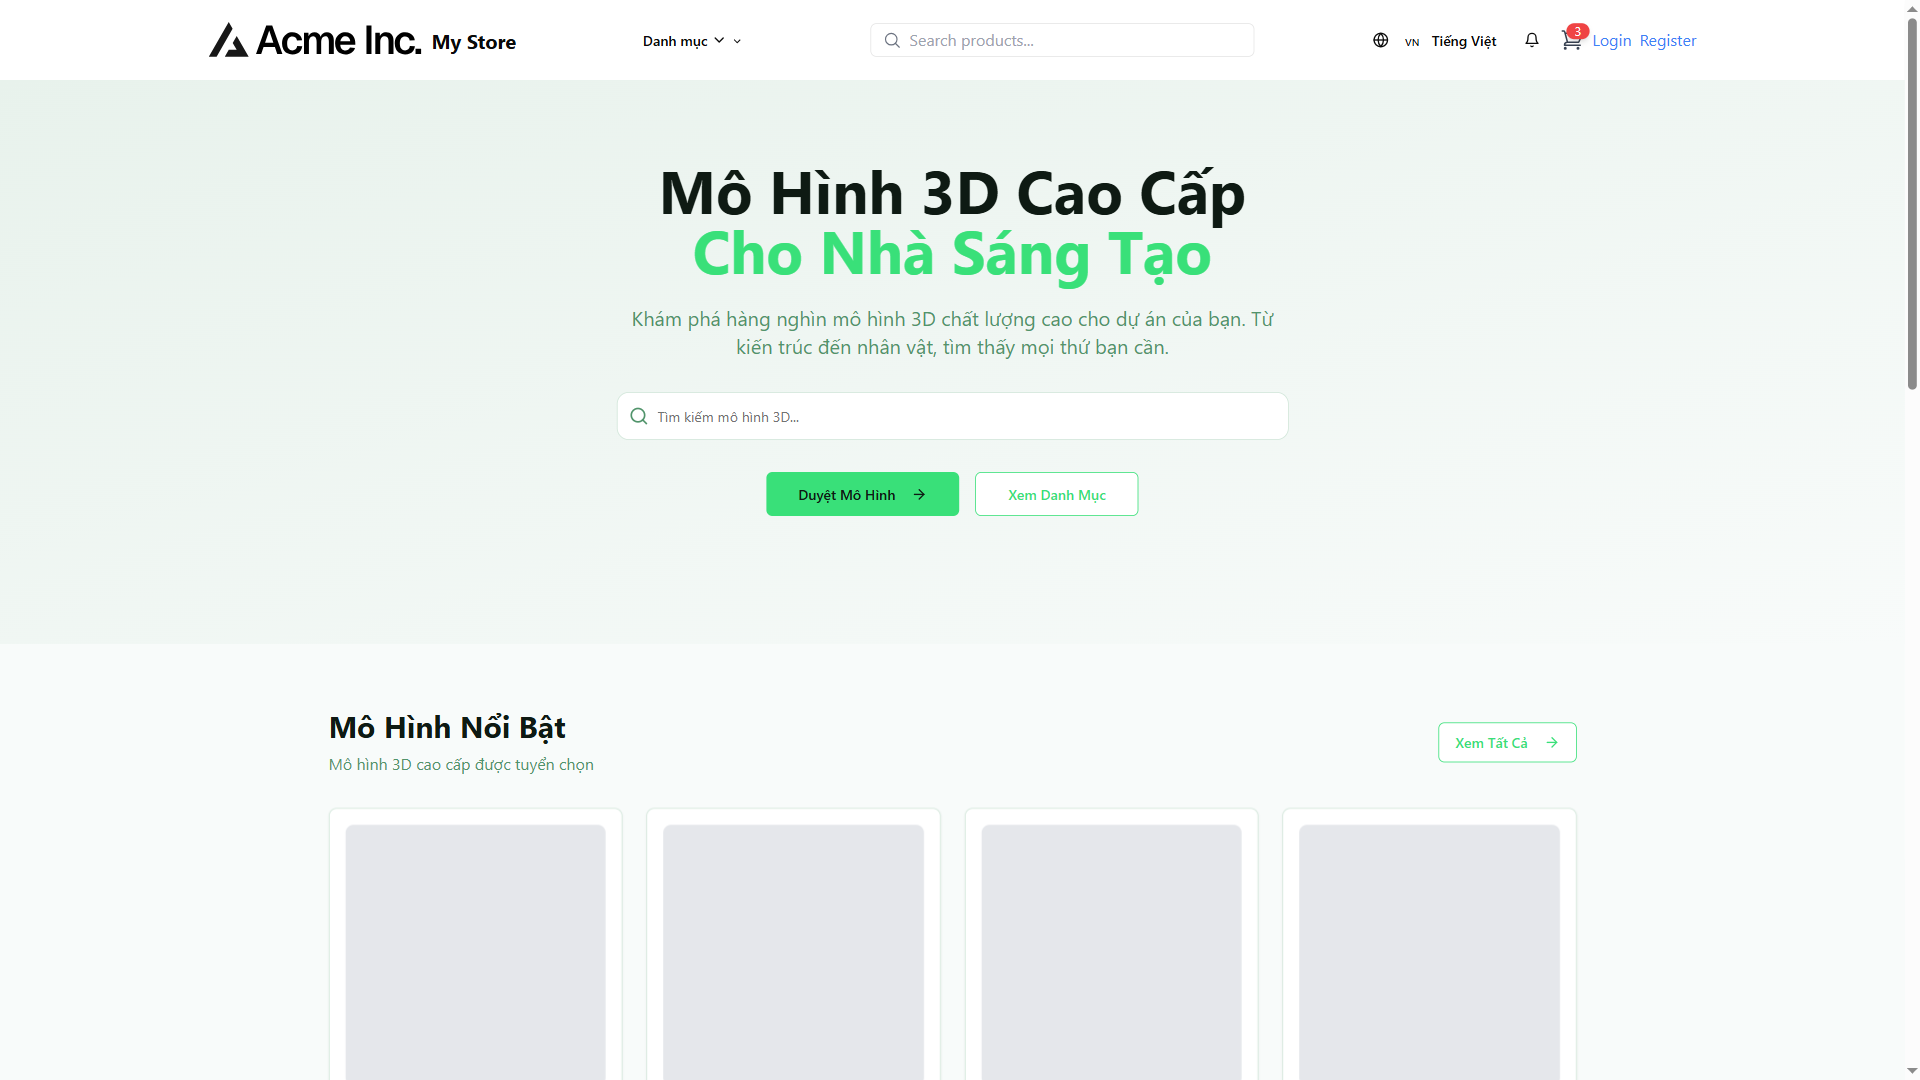 Acme Inc. My Store
Danh mục
Search products...
VN Tiếng Việt
3
Login Register
Mô Hình 3D Cao Cấp
Cho Nhà Sáng Tạo
Khám phá hàng nghìn mô hình 3D chất lượng cao cho dự án của bạn. Từ
kiến trúc đến nhân vật, tìm thấy mọi thứ bạn cần.
Tìm kiếm mô hình 3D...
Duyệt Mô Hình
Xem Danh Mục
Mô Hình Nổi Bật
Mô hình 3D cao cấp được tuyển chọn
Xem Tất Cả